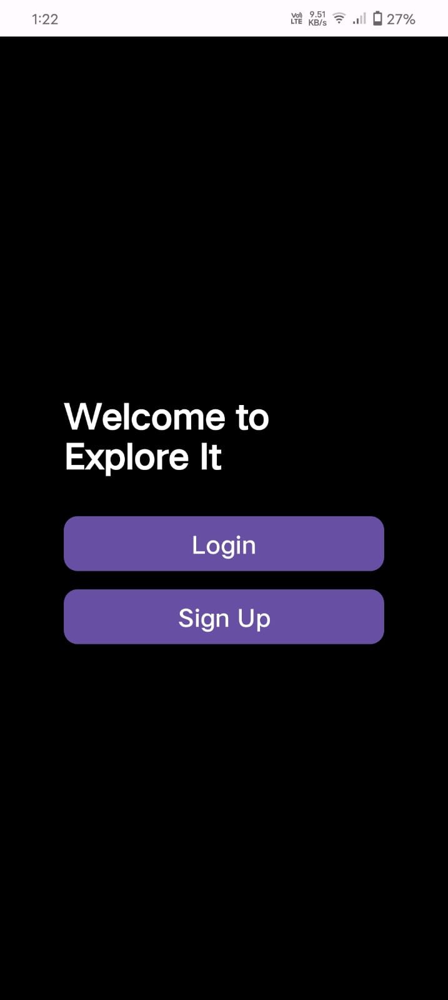 1:22
Vo)) LTE 9.51 KB/s 27%
Welcome to
Explore It
Login
Sign Up